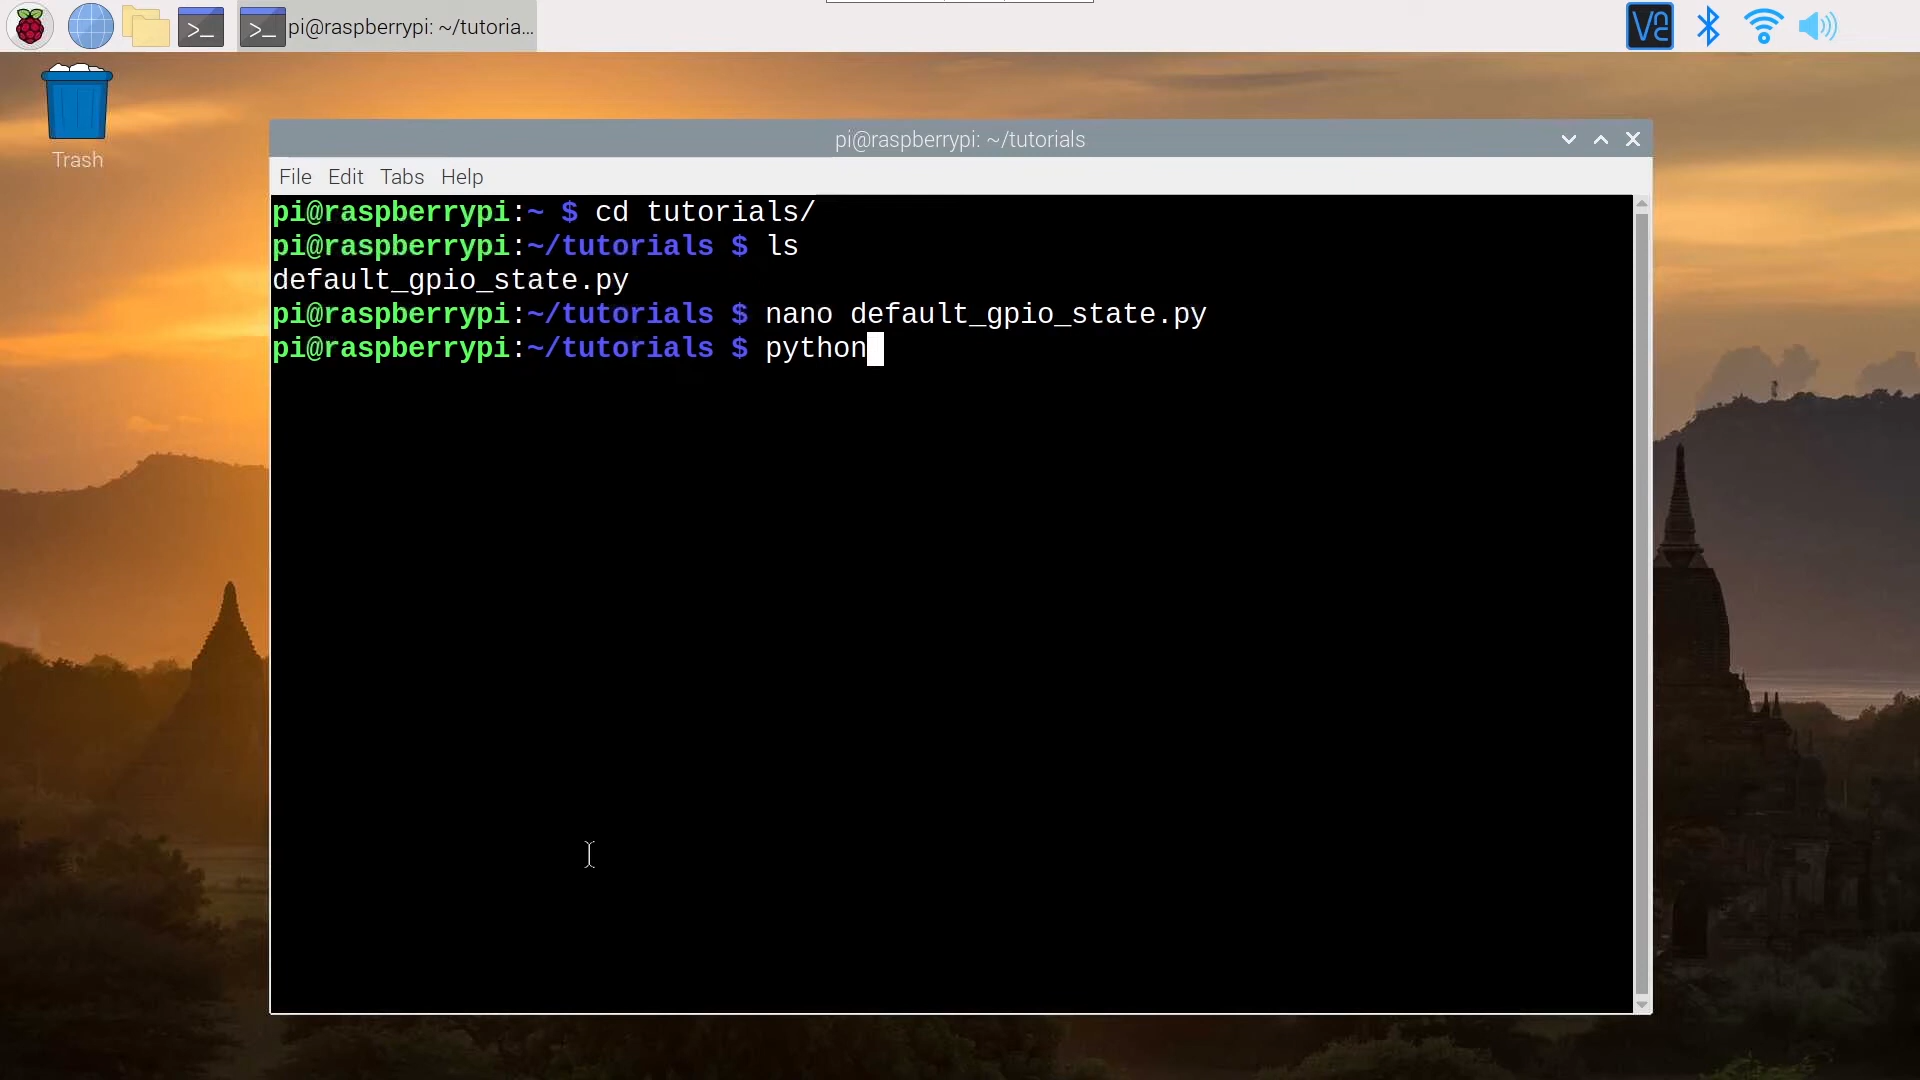 pi@raspberrypi: ~/tutoria...
Trash
pi@raspberrypi: ~/tutorials
File Edit Tabs Help
pi@raspberrypi:~ $ cd tutorials/
pi@raspberrypi:~/tutorials $ ls
default_gpio_state.py
pi@raspberrypi:~/tutorials $ nano default_gpio_state.py
pi@raspberrypi:~/tutorials $ python